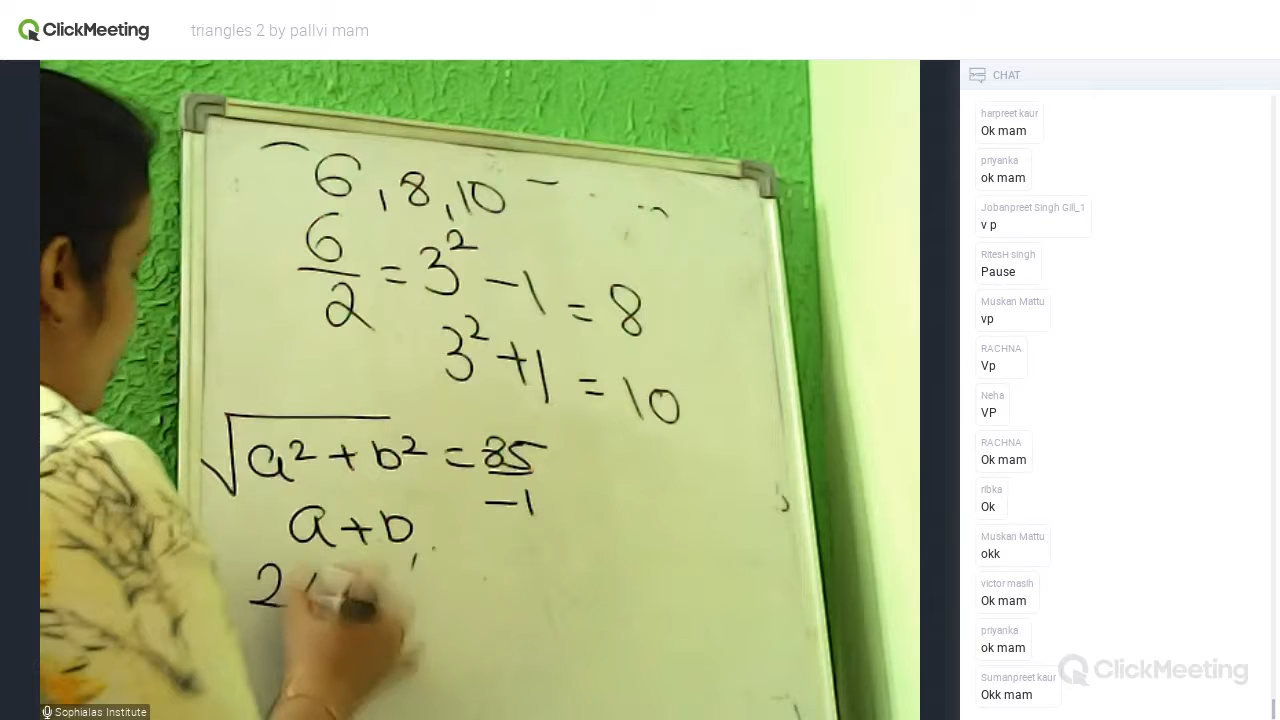 ClickMeeting
triangles 2 by pallvi mam
6, 8, 10 -
6/2 = 3² - 1 = 8
3² + 1 = 10
√a² + b² = 85
-1
a + b
2
Sophialas Institute
CHAT
harpreet kaur
Ok mam
priyanka
ok mam
Jobanpreet Singh Gill_1
v p
RitesH singh
Pause
Muskan Mattu
vp
RACHNA
Vp
Neha
VP
RACHNA
Ok mam
ribka
Ok
Muskan Mattu
okk
victor masih
Ok mam
priyanka
ok mam
Sumanpreet kaur
Okk mam
ClickMeeting